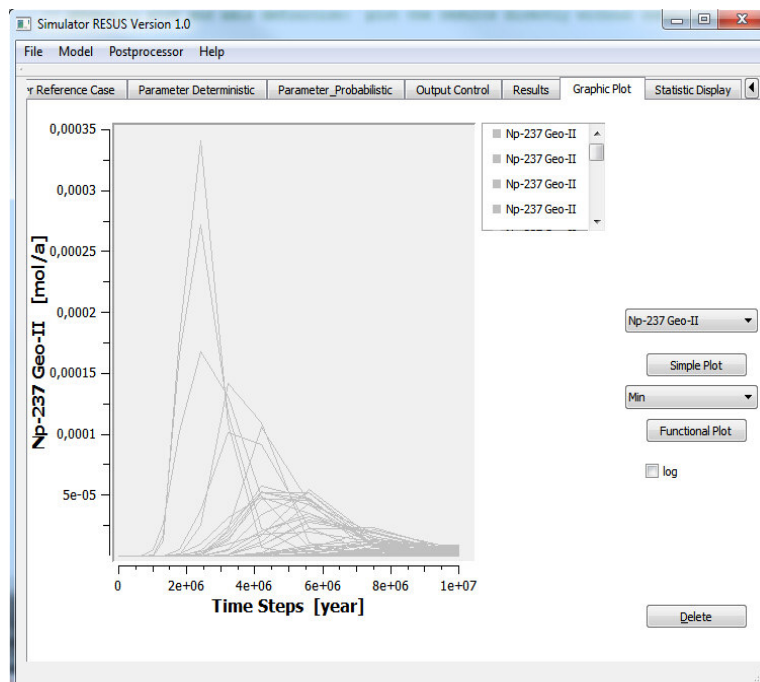 Simulator RESUS Version 1.0
File Model Postprocessor Help
r Reference Case Parameter Deterministic Parameter_Probabilistic Output Control Results Graphic Plot Statistic Display
0,00035
0,0003
0,00025
0,0002
0,00015
0,0001
5e-05
Np-237 Geo-II [mol/a]
0 2e+06 4e+06 6e+06 8e+06 1e+07
Time Steps [year]
Np-237 Geo-II
Np-237 Geo-II
Np-237 Geo-II
Np-237 Geo-II
Np-237 Geo-II
Simple Plot
Min
Functional Plot
log
Delete